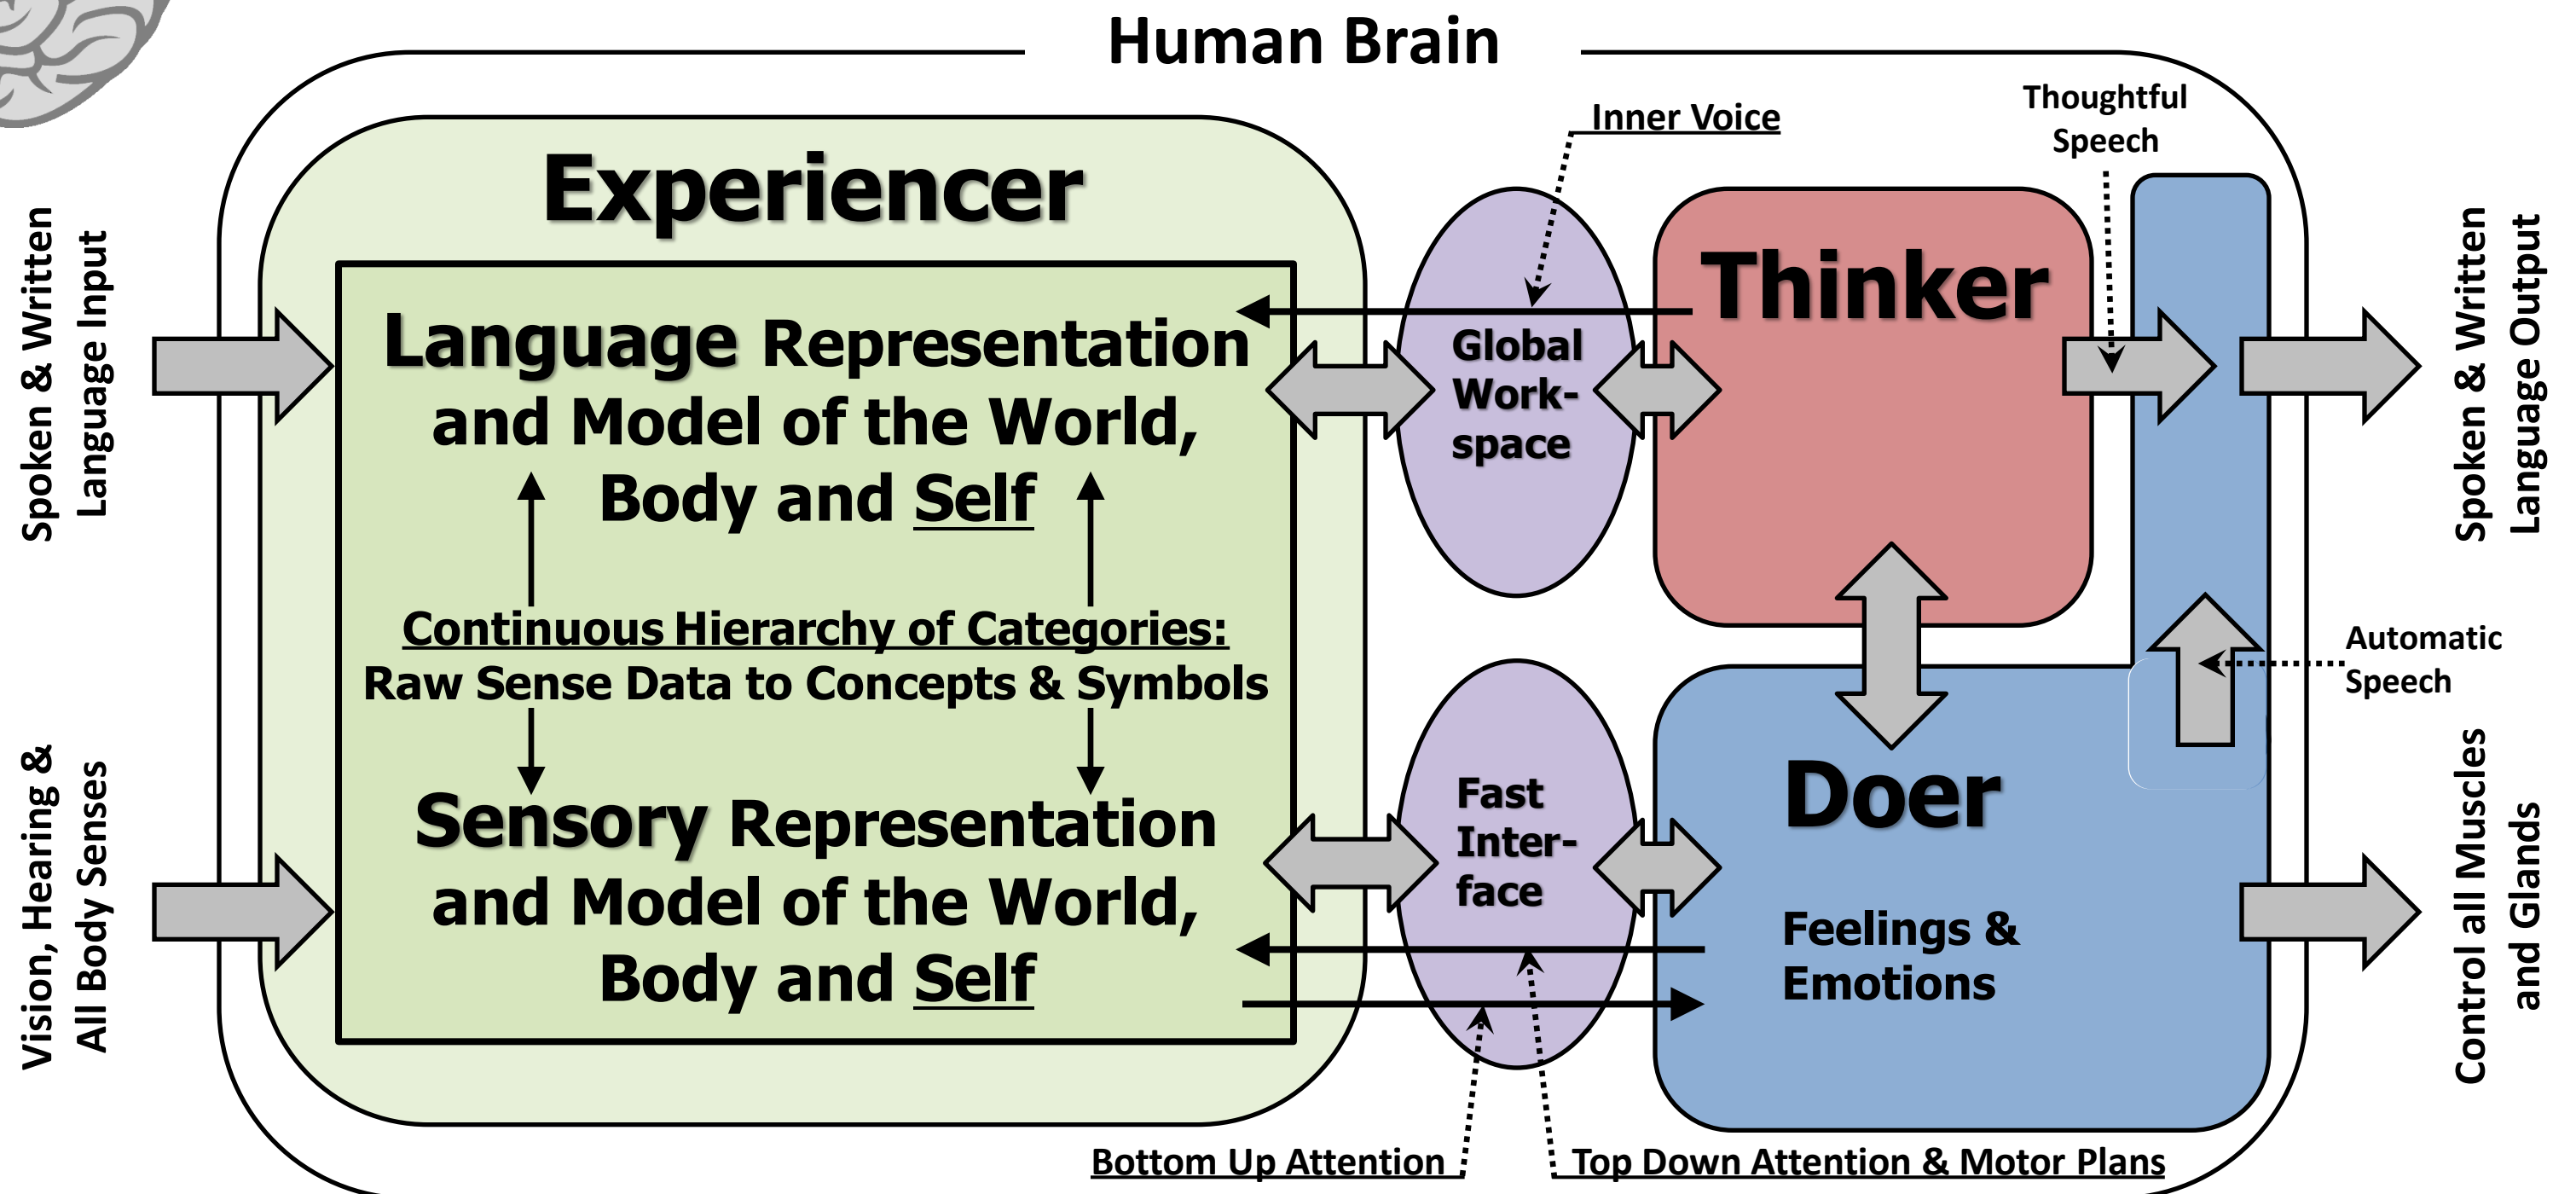 Human Brain
Spoken & Written
Language Input
Vision, Hearing &
All Body Senses
Experiencer
Language Representation
and Model of the World,
Body and Self
Continuous Hierarchy of Categories:
Raw Sense Data to Concepts & Symbols
Sensory Representation
and Model of the World,
Body and Self
Inner Voice
Global
Work-
space
Fast
Inter-
face
Bottom Up Attention
Top Down Attention & Motor Plans
Thinker
Doer
Feelings &
Emotions
Thoughtful
Speech
Automatic
Speech
Spoken & Written
Language Output
Control all Muscles
and Glands